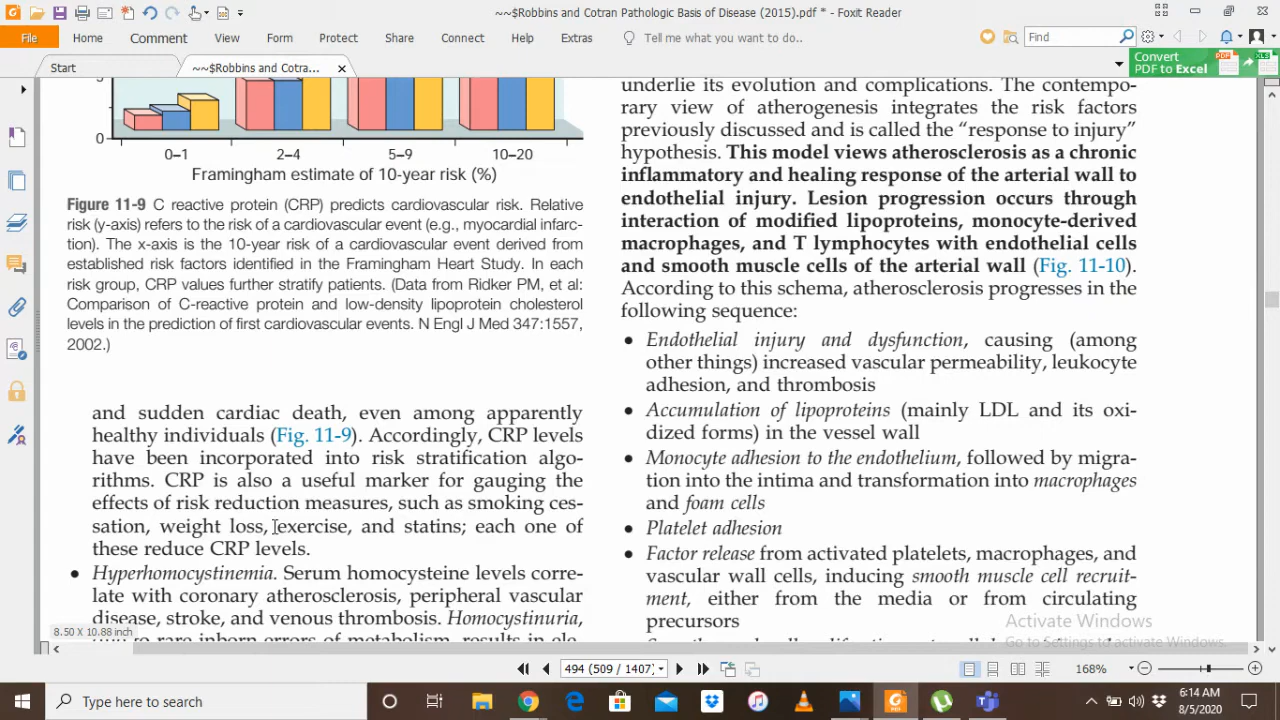 ~~$Robbins and Cotran Pathologic Basis of Disease (2015).pdf * - Foxit Reader
File Home Comment View Form Protect Share Connect Help Extras Tell me what you want to do.. Find
Start ~~$Robbins and Cotra...
Convert
PDF to Excel
0
0–1 2–4 5–9 10–20
Framingham estimate of 10-year risk (%)
Figure 11-9 C reactive protein (CRP) predicts cardiovascular risk. Relative
risk (y-axis) refers to the risk of a cardiovascular event (e.g., myocardial infarc-
tion). The x-axis is the 10-year risk of a cardiovascular event derived from
established risk factors identified in the Framingham Heart Study. In each
risk group, CRP values further stratify patients. (Data from Ridker PM, et al:
Comparison of C-reactive protein and low-density lipoprotein cholesterol
levels in the prediction of first cardiovascular events. N Engl J Med 347:1557,
2002.)
and sudden cardiac death, even among apparently
healthy individuals (Fig. 11-9). Accordingly, CRP levels
have been incorporated into risk stratification algo-
rithms. CRP is also a useful marker for gauging the
effects of risk reduction measures, such as smoking ces-
sation, weight loss, exercise, and statins; each one of
these reduce CRP levels.
• Hyperhomocystinemia. Serum homocysteine levels corre-
late with coronary atherosclerosis, peripheral vascular
disease, stroke, and venous thrombosis. Homocystinuria,
to rare inborn errors of metabolism, results in ele-
underlie its evolution and complications. The contempo-
rary view of atherogenesis integrates the risk factors
previously discussed and is called the “response to injury”
hypothesis. This model views atherosclerosis as a chronic
inflammatory and healing response of the arterial wall to
endothelial injury. Lesion progression occurs through
interaction of modified lipoproteins, monocyte-derived
macrophages, and T lymphocytes with endothelial cells
and smooth muscle cells of the arterial wall (Fig. 11-10).
According to this schema, atherosclerosis progresses in the
following sequence:
• Endothelial injury and dysfunction, causing (among
other things) increased vascular permeability, leukocyte
adhesion, and thrombosis
• Accumulation of lipoproteins (mainly LDL and its oxi-
dized forms) in the vessel wall
• Monocyte adhesion to the endothelium, followed by migra-
tion into the intima and transformation into macrophages
and foam cells
• Platelet adhesion
• Factor release from activated platelets, macrophages, and
vascular wall cells, inducing smooth muscle cell recruit-
ment, either from the media or from circulating
precursors
Activate Windows
Go to Settings to activate Windows.
8.50 x 10.88 inch
494 (509 / 1407) 168%
Type here to search
6:14 AM
8/5/2020